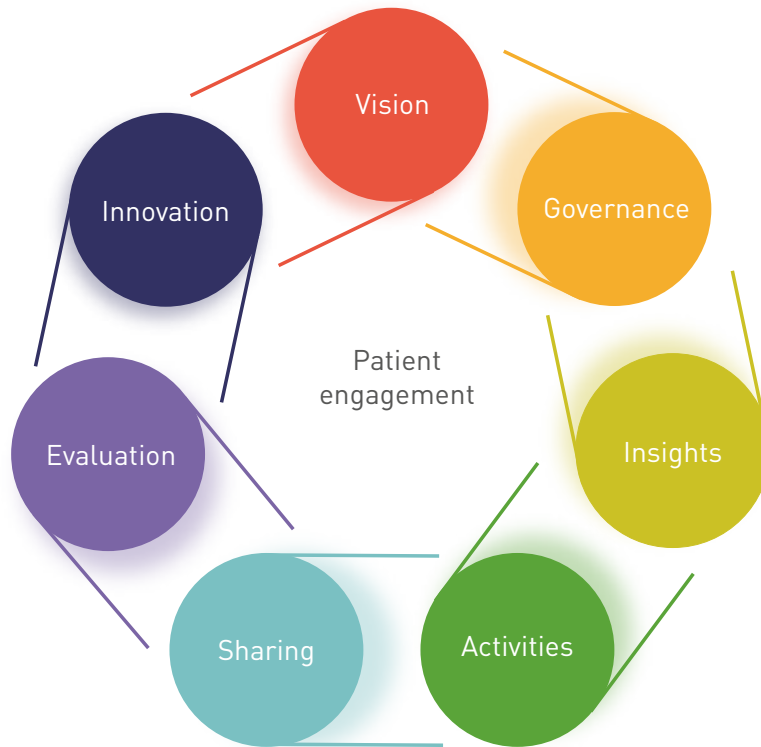 Vision
Governance
Insights
Activities
Sharing
Evaluation
Innovation
Patient
engagement